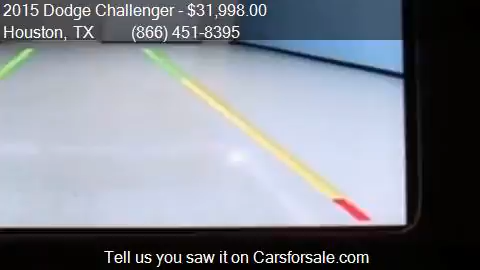 2015 Dodge Challenger - $31,998.00
Houston, TX (866) 451-8395
Tell us you saw it on Carsforsale.com